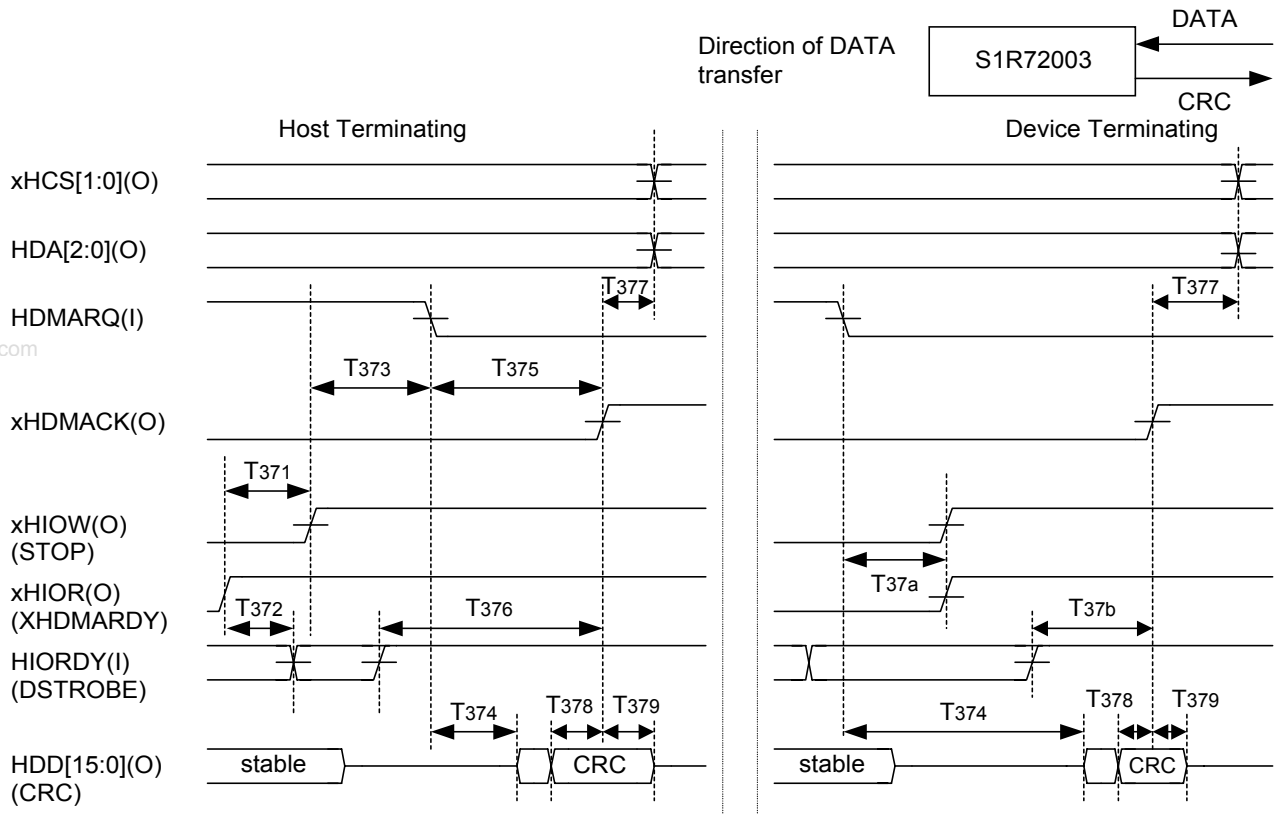 DATA
Direction of DATA
transfer
S1R72003
CRC
Host Terminating
Device Terminating
xHCS[1:0](O)
HDA[2:0](O)
T377
T377
HDMARQ(I)
com
T373
T375
xHDMACK(O)
T371
xHIOW(O)
(STOP)
T37a
xHIOR(O)
(XHDMARDY)
T372
T376
T37b
HIORDY(I)
(DSTROBE)
T374
T378
T379
T374
T378
T379
HDD[15:0](O)
(CRC)
stable
CRC
stable
CRC